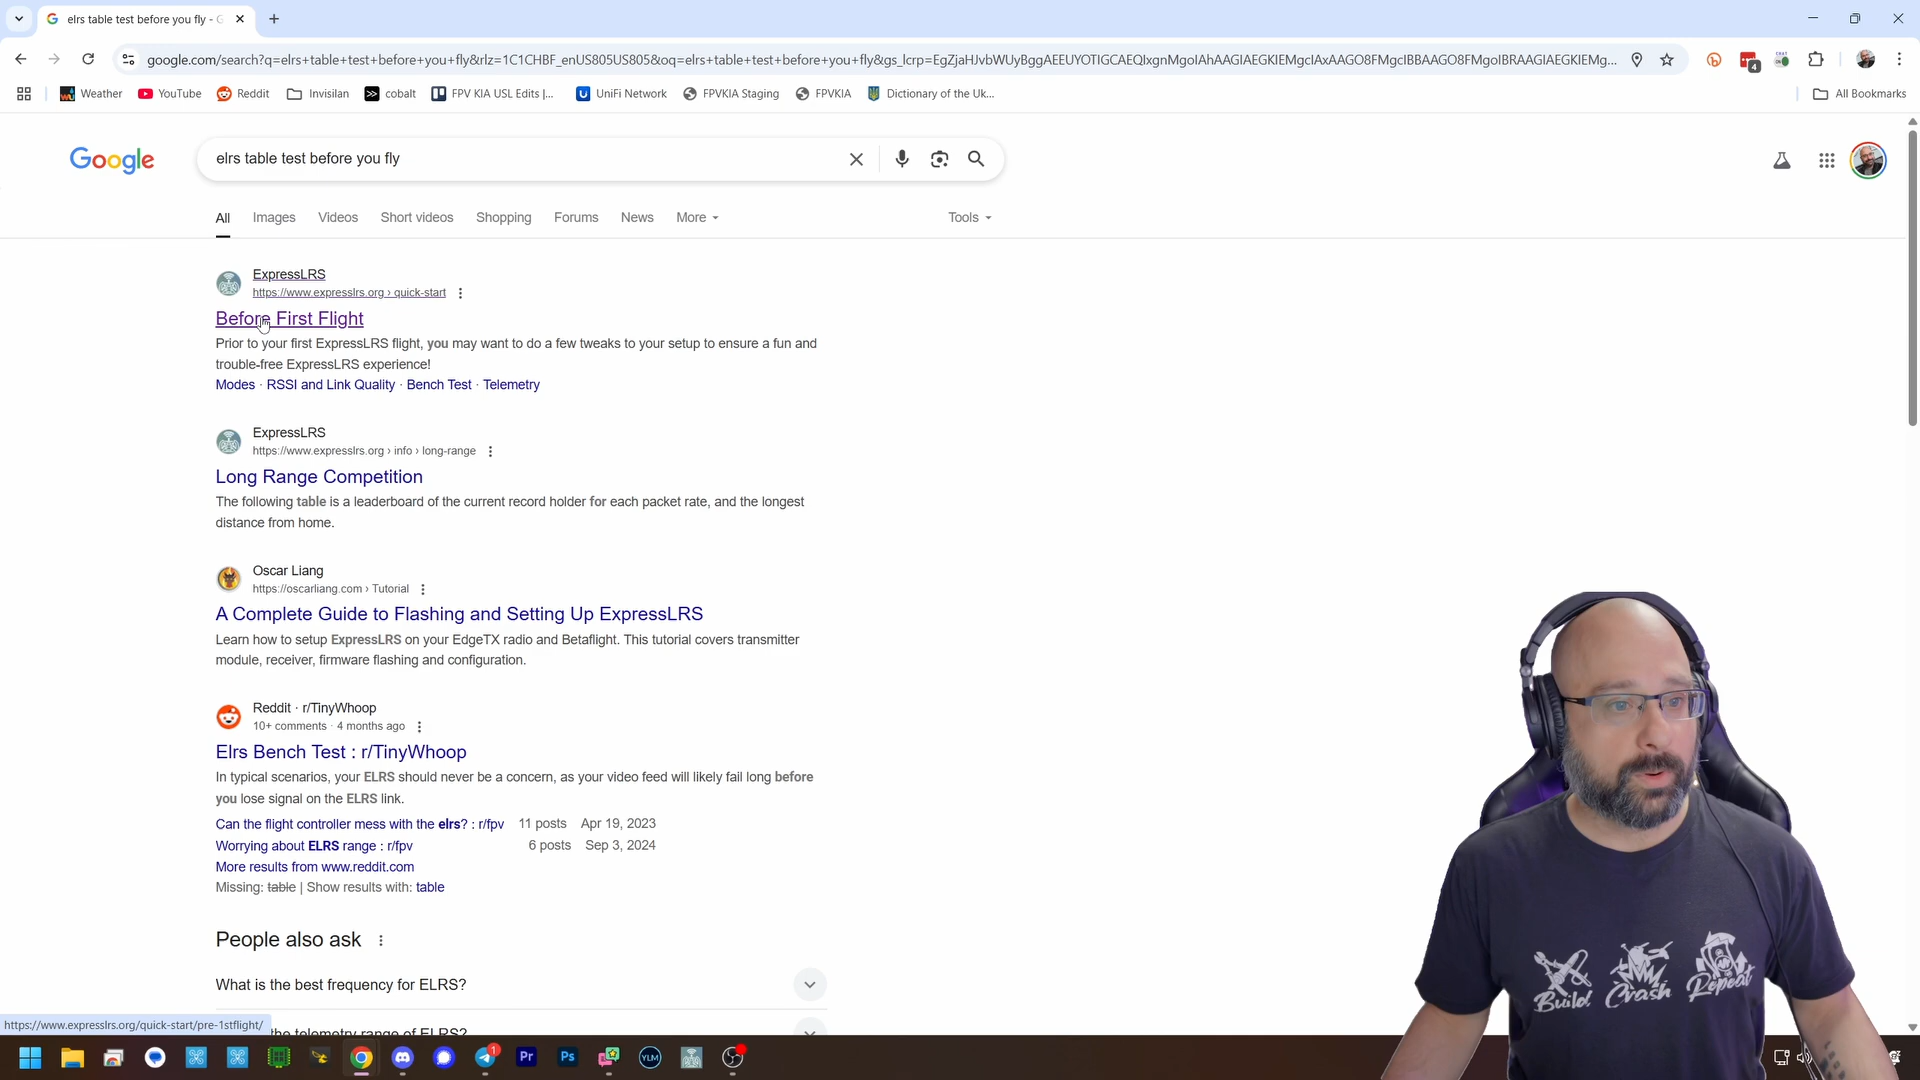 elrs table test before you fly - G
google.com/search?q=elrs+table+test+before+you+fly&rlz=1C1CHBF_enUS805US805&oq=elrs+table+test+before+you+fly&gs_lcrp=EgZjaHJvbWUyBggAEEUYOTIGCAEQIxgnMgoIAhAAGIAEGKIEMgcIAxAAGO8FMgcIBBAAGO8FMgoIBRAAGIAEGKIEMg...
4
Weather YouTube Reddit Invisilan cobalt FPV KIA USL Edits |... UniFi Network FPVKIA Staging FPVKIA Dictionary of the Uk... All Bookmarks
Google
elrs table test before you fly
All Images Videos Short videos Shopping Forums News More Tools
ExpressLRS
https://www.expresslrs.org › quick-start
Before First Flight
Prior to your first ExpressLRS flight, you may want to do a few tweaks to your setup to ensure a fun and
trouble-free ExpressLRS experience!
Modes · RSSI and Link Quality · Bench Test · Telemetry
ExpressLRS
https://www.expresslrs.org › info › long-range
Long Range Competition
The following table is a leaderboard of the current record holder for each packet rate, and the longest
distance from home.
Oscar Liang
https://oscarliang.com › Tutorial
A Complete Guide to Flashing and Setting Up ExpressLRS
Learn how to setup ExpressLRS on your EdgeTX radio and Betaflight. This tutorial covers transmitter
module, receiver, firmware flashing and configuration.
Reddit · r/TinyWhoop
10+ comments · 4 months ago
Elrs Bench Test : r/TinyWhoop
In typical scenarios, your ELRS should never be a concern, as your video feed will likely fail long before
you lose signal on the ELRS link.
Can the flight controller mess with the elrs? : r/fpv 11 posts Apr 19, 2023
Worrying about ELRS range : r/fpv 6 posts Sep 3, 2024
More results from www.reddit.com
Missing: table | Show results with: table
People also ask
What is the best frequency for ELRS?
the telemetry range of ELRS?
https://www.expresslrs.org/quick-start/pre-1stflight/
Build Crash Repeat
1 Pr Ps YLM